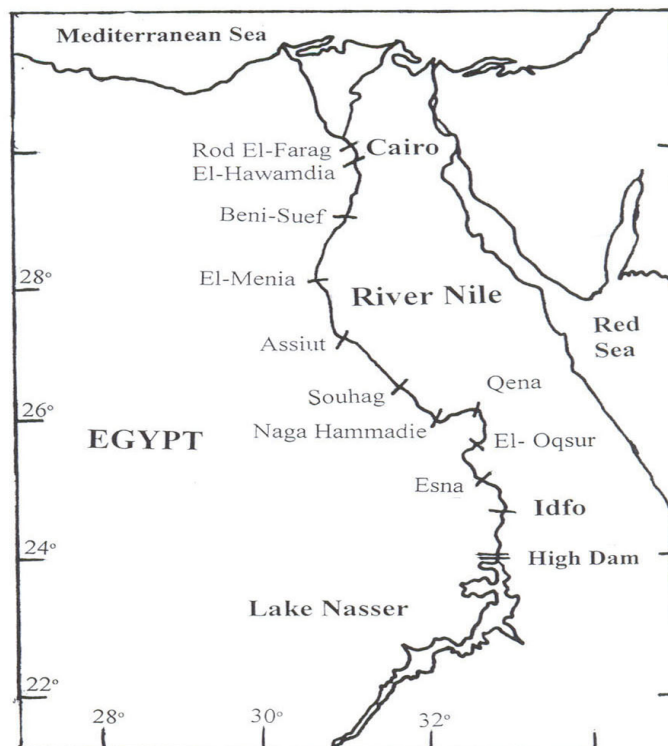 Mediterranean Sea
Rod El-Farag
Cairo
El-Hawamdia
Beni-Suef
28°
El-Menia
River Nile
Assiut
Red
Sea
Souhag
Qena
26°
EGYPT
Naga Hammadie
El- Oqsur
Esna
Idfo
24°
High Dam
Lake Nasser
22°
28°
30°
32°